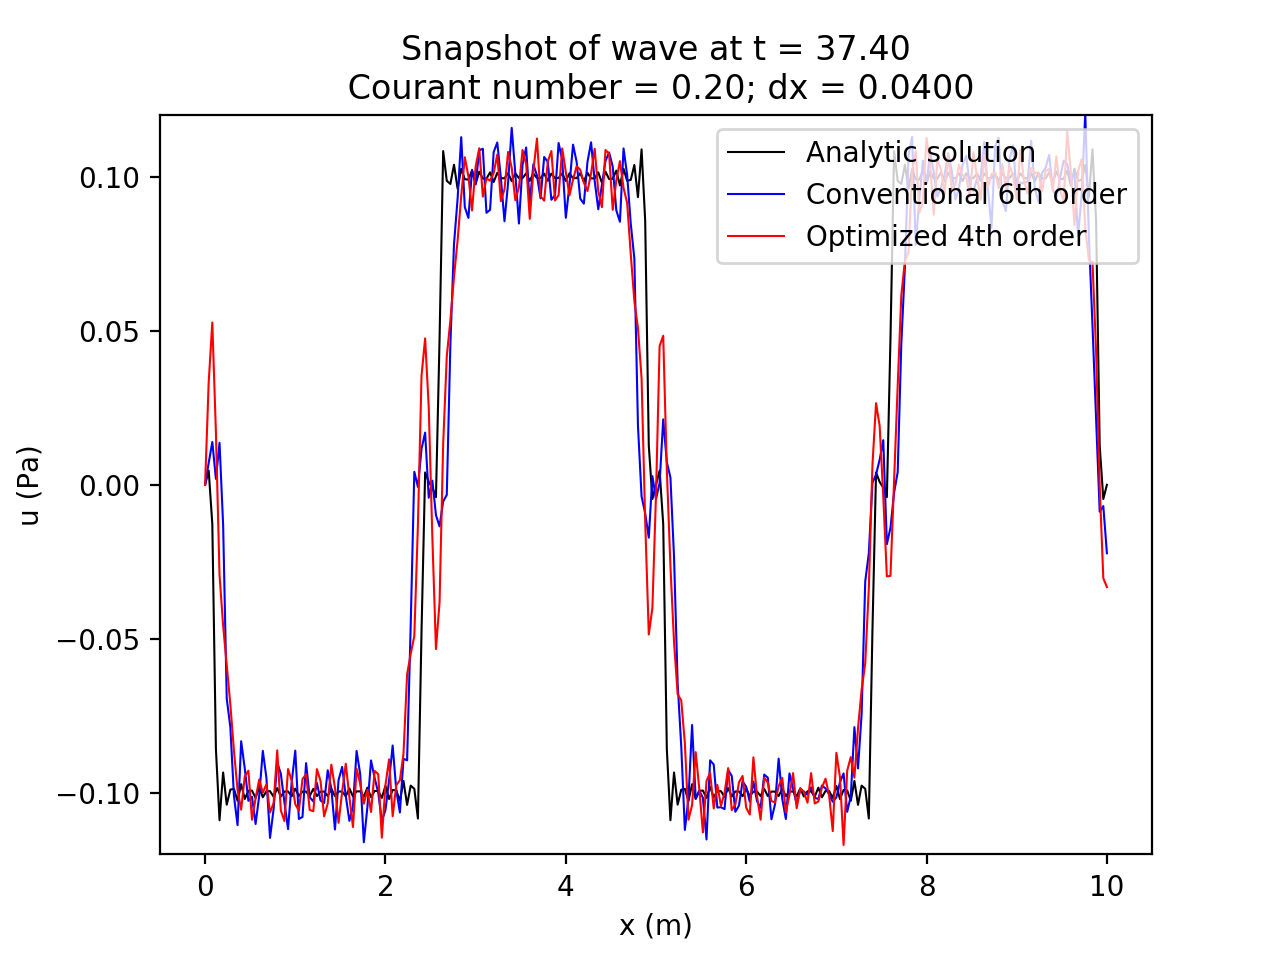 Snapshot of wave at t = 37.40
Courant number = 0.20; dx = 0.0400
Analytic solution
Conventional 6th order
Optimized 4th order
u (Pa)
0.10
0.05
0.00
−0.05
−0.10
0 2 4 6 8 10
x (m)